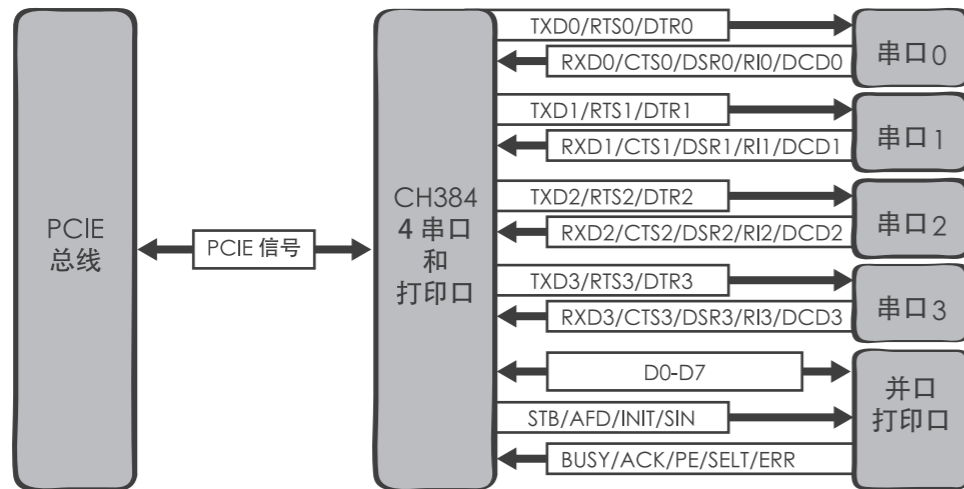 PCIE
总线
PCIE 信号
CH384
4 串口
和
打印口
TXD0/RTS0/DTR0
RXD0/CTS0/DSR0/RI0/DCD0
串口0
TXD1/RTS1/DTR1
RXD1/CTS1/DSR1/RI1/DCD1
串口1
TXD2/RTS2/DTR2
RXD2/CTS2/DSR2/RI2/DCD2
串口2
TXD3/RTS3/DTR3
RXD3/CTS3/DSR3/RI3/DCD3
串口3
D0-D7
STB/AFD/INIT/SIN
BUSY/ACK/PE/SELT/ERR
并口
打印口